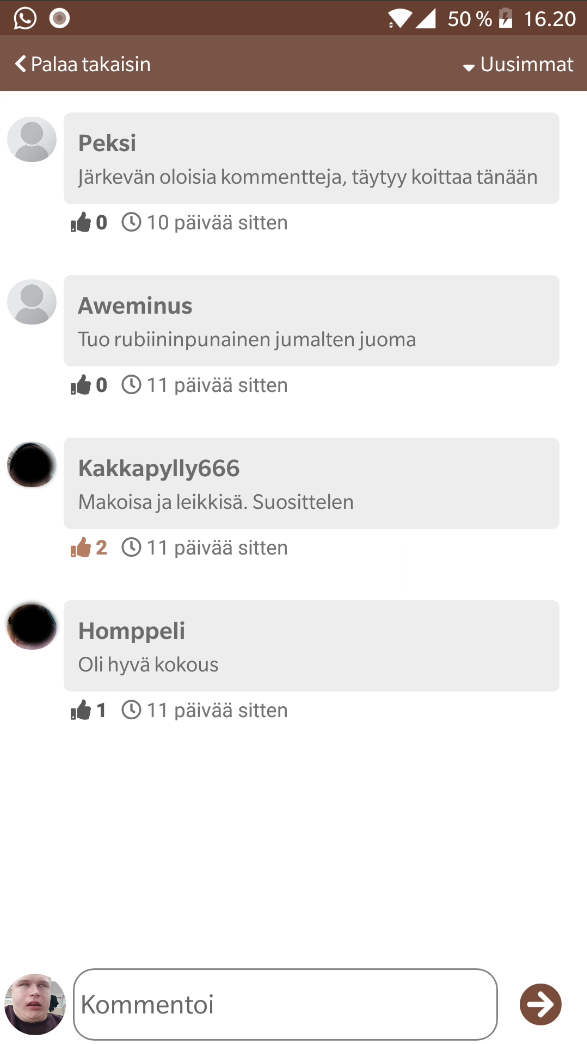 50 % 16.20
Palaa takaisin Uusimmat
Peksi
Järkevän oloisia kommentteja, täytyy koittaa tänään
0 10 päivää sitten
Aweminus
Tuo rubiininpunainen jumalten juoma
0 11 päivää sitten
Kakkapylly666
Makoisa ja leikkisä. Suosittelen
2 11 päivää sitten
Homppeli
Oli hyvä kokous
1 11 päivää sitten
Kommentoi